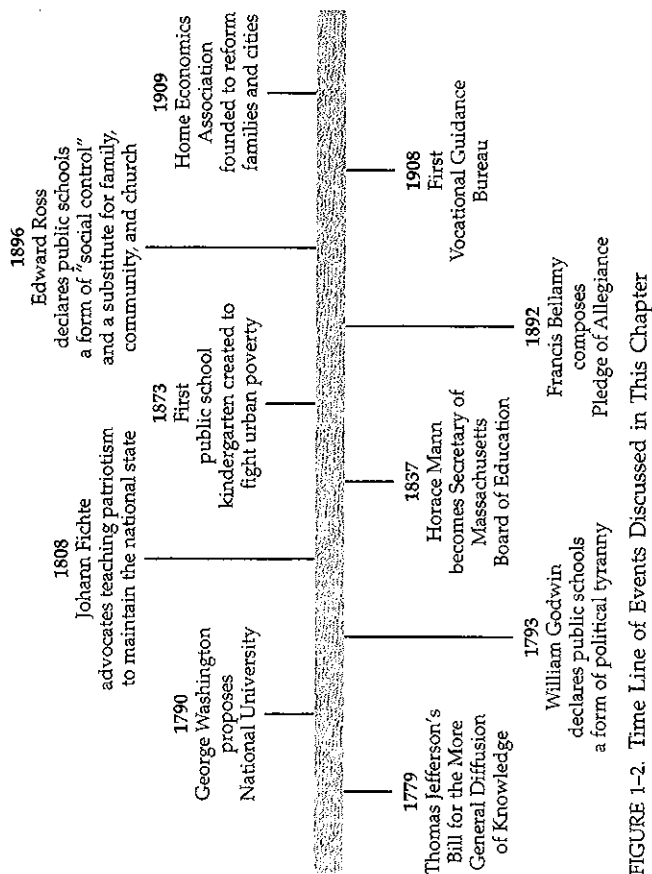 1779
Thomas Jefferson's
Bill for the More
General Diffusion
of Knowledge
1790
George Washington
proposes
National University
1793
William Godwin
declares public schools
a form of political tyranny
1808
Johann Fichte
advocates teaching patriotism
to maintain the national state
1837
Horace Mann
becomes Secretary of
Massachusetts
Board of Education
1873
First
public school
kindergarten created to
fight urban poverty
1892
Francis Bellamy
composes
Pledge of Allegiance
1896
Edward Ross
declares public schools
a form of "social control"
and a substitute for family,
community, and church
1908
First
Vocational Guidance
Bureau
1909
Home Economics
Association
founded to reform
families and cities
FIGURE 1–2. Time Line of Events Discussed in This Chapter